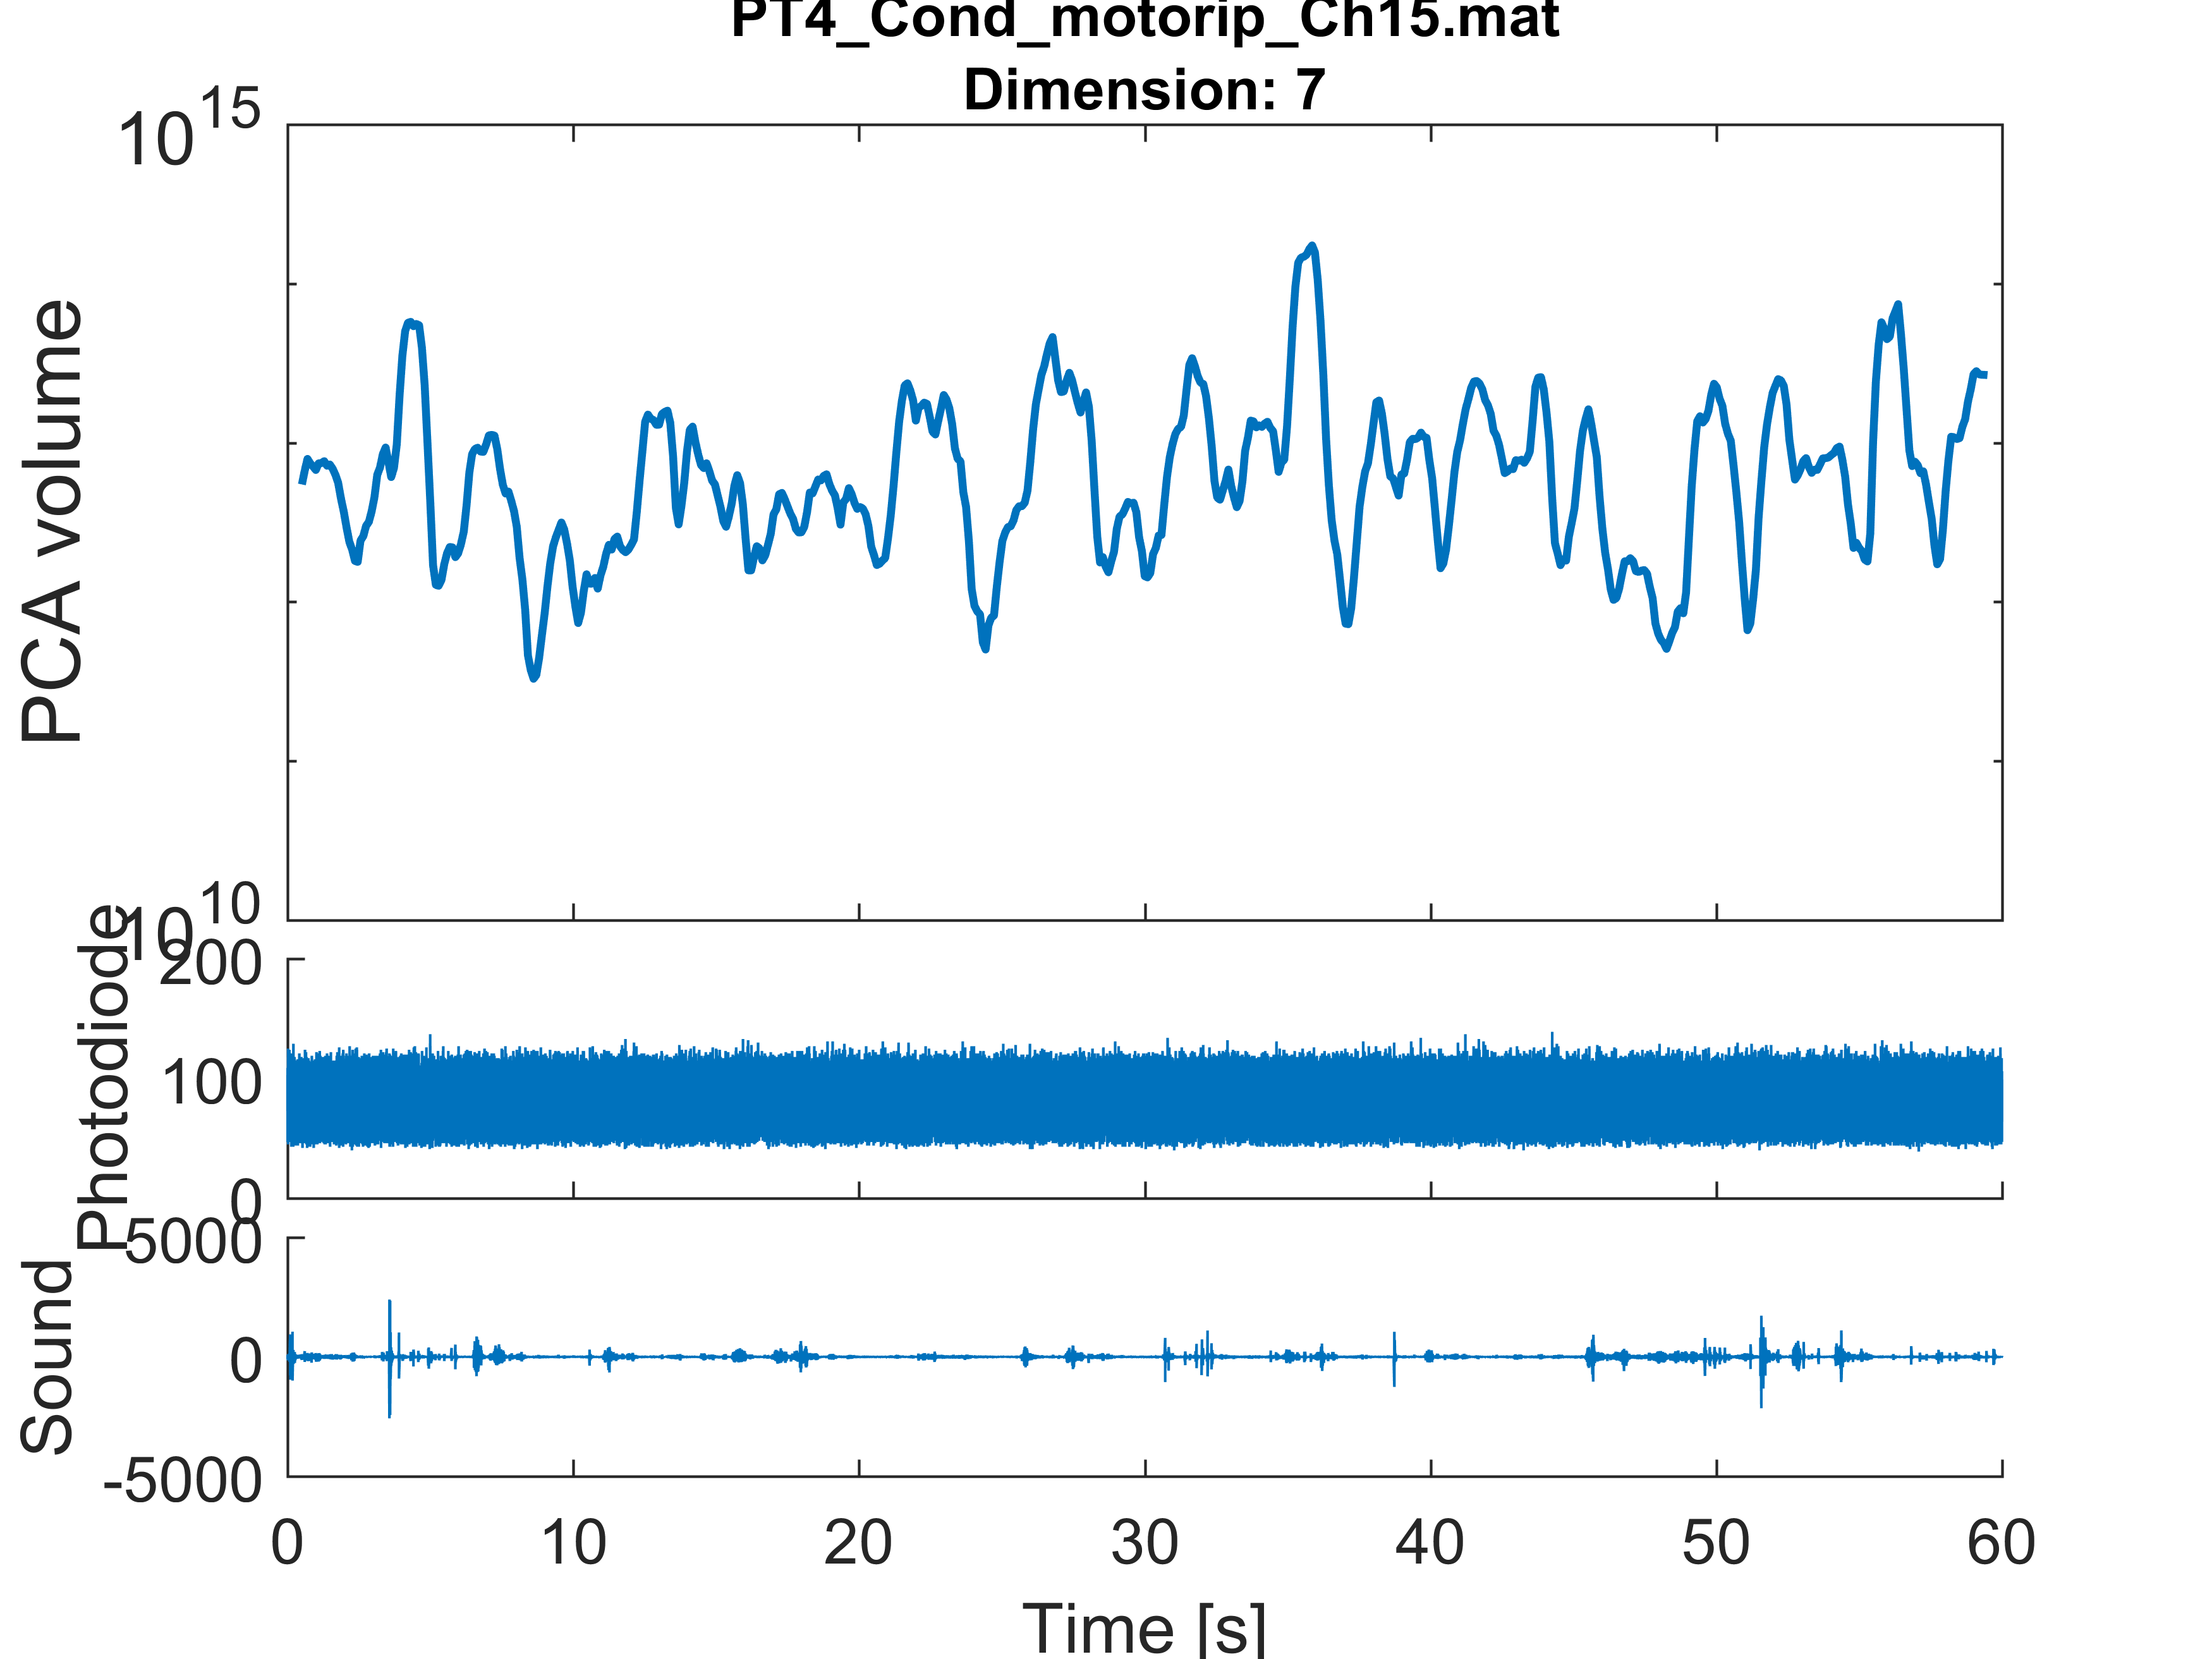 PT4_Cond_motorip_Ch15.mat
Dimension: 7
10^15
PCA volume
10^10
200
Photodiode
100
0
5000
Sound
0
-5000
0 10 20 30 40 50 60
Time [s]